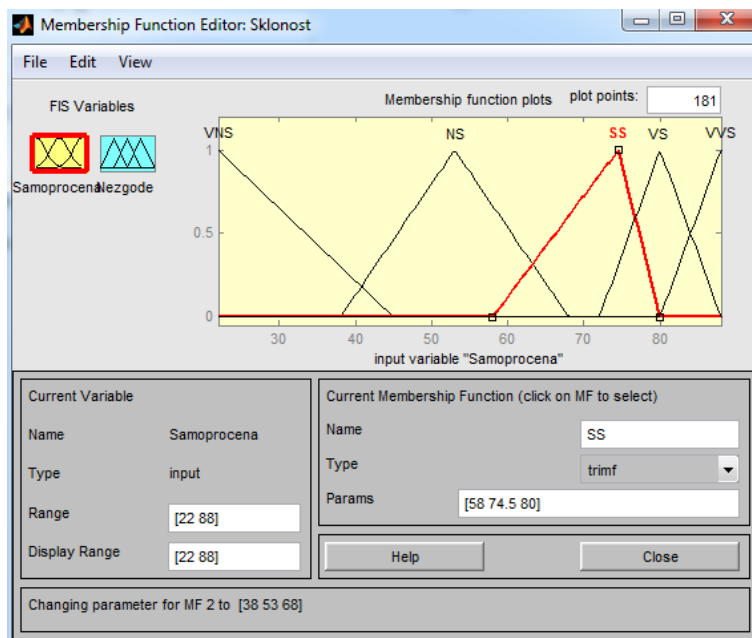 Membership Function Editor: Sklonost
File Edit View
FIS Variables
Membership function plots plot points: 181
VNS NS SS VS VVS
Samoprocena Nezgode
1
0.5
0
30 40 50 60 70 80
input variable "Samoprocena"
Current Variable
Name Samoprocena
Type input
Range [22 88]
Display Range [22 88]
Current Membership Function (click on MF to select)
Name SS
Type trimf
Params [58 74.5 80]
Help Close
Changing parameter for MF 2 to [38 53 68]